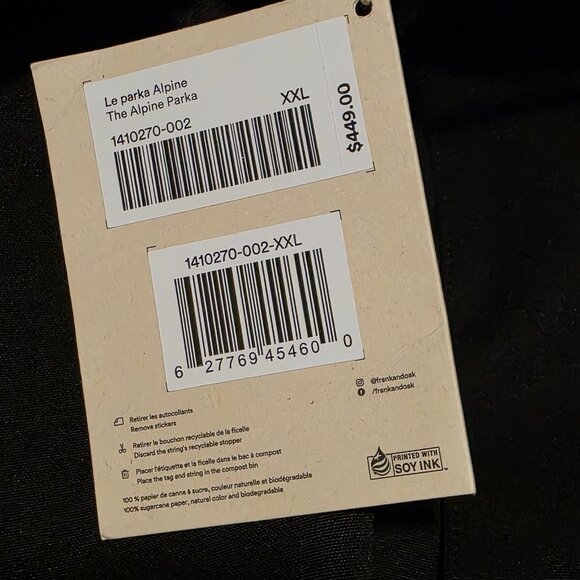 Le parka Alpine
The Alpine Parka
1410270-002
XXL
$449.00
1410270-002-XXL
6 27769 45460 0
@frankandoak
/frankandoak
Retirer les autocollants
Remove stickers
Retirer le bouchon recyclable de la ficelle
Discard the string's recyclable stopper
Placer l'étiquette et la ficelle dans le bac à compost
Place the tag and string in the compost bin
100 % papier de canne à sucre, couleur naturelle et biodégradable
100% sugarcane paper, natural color and biodegradable
PRINTED WITH
SOY INK™